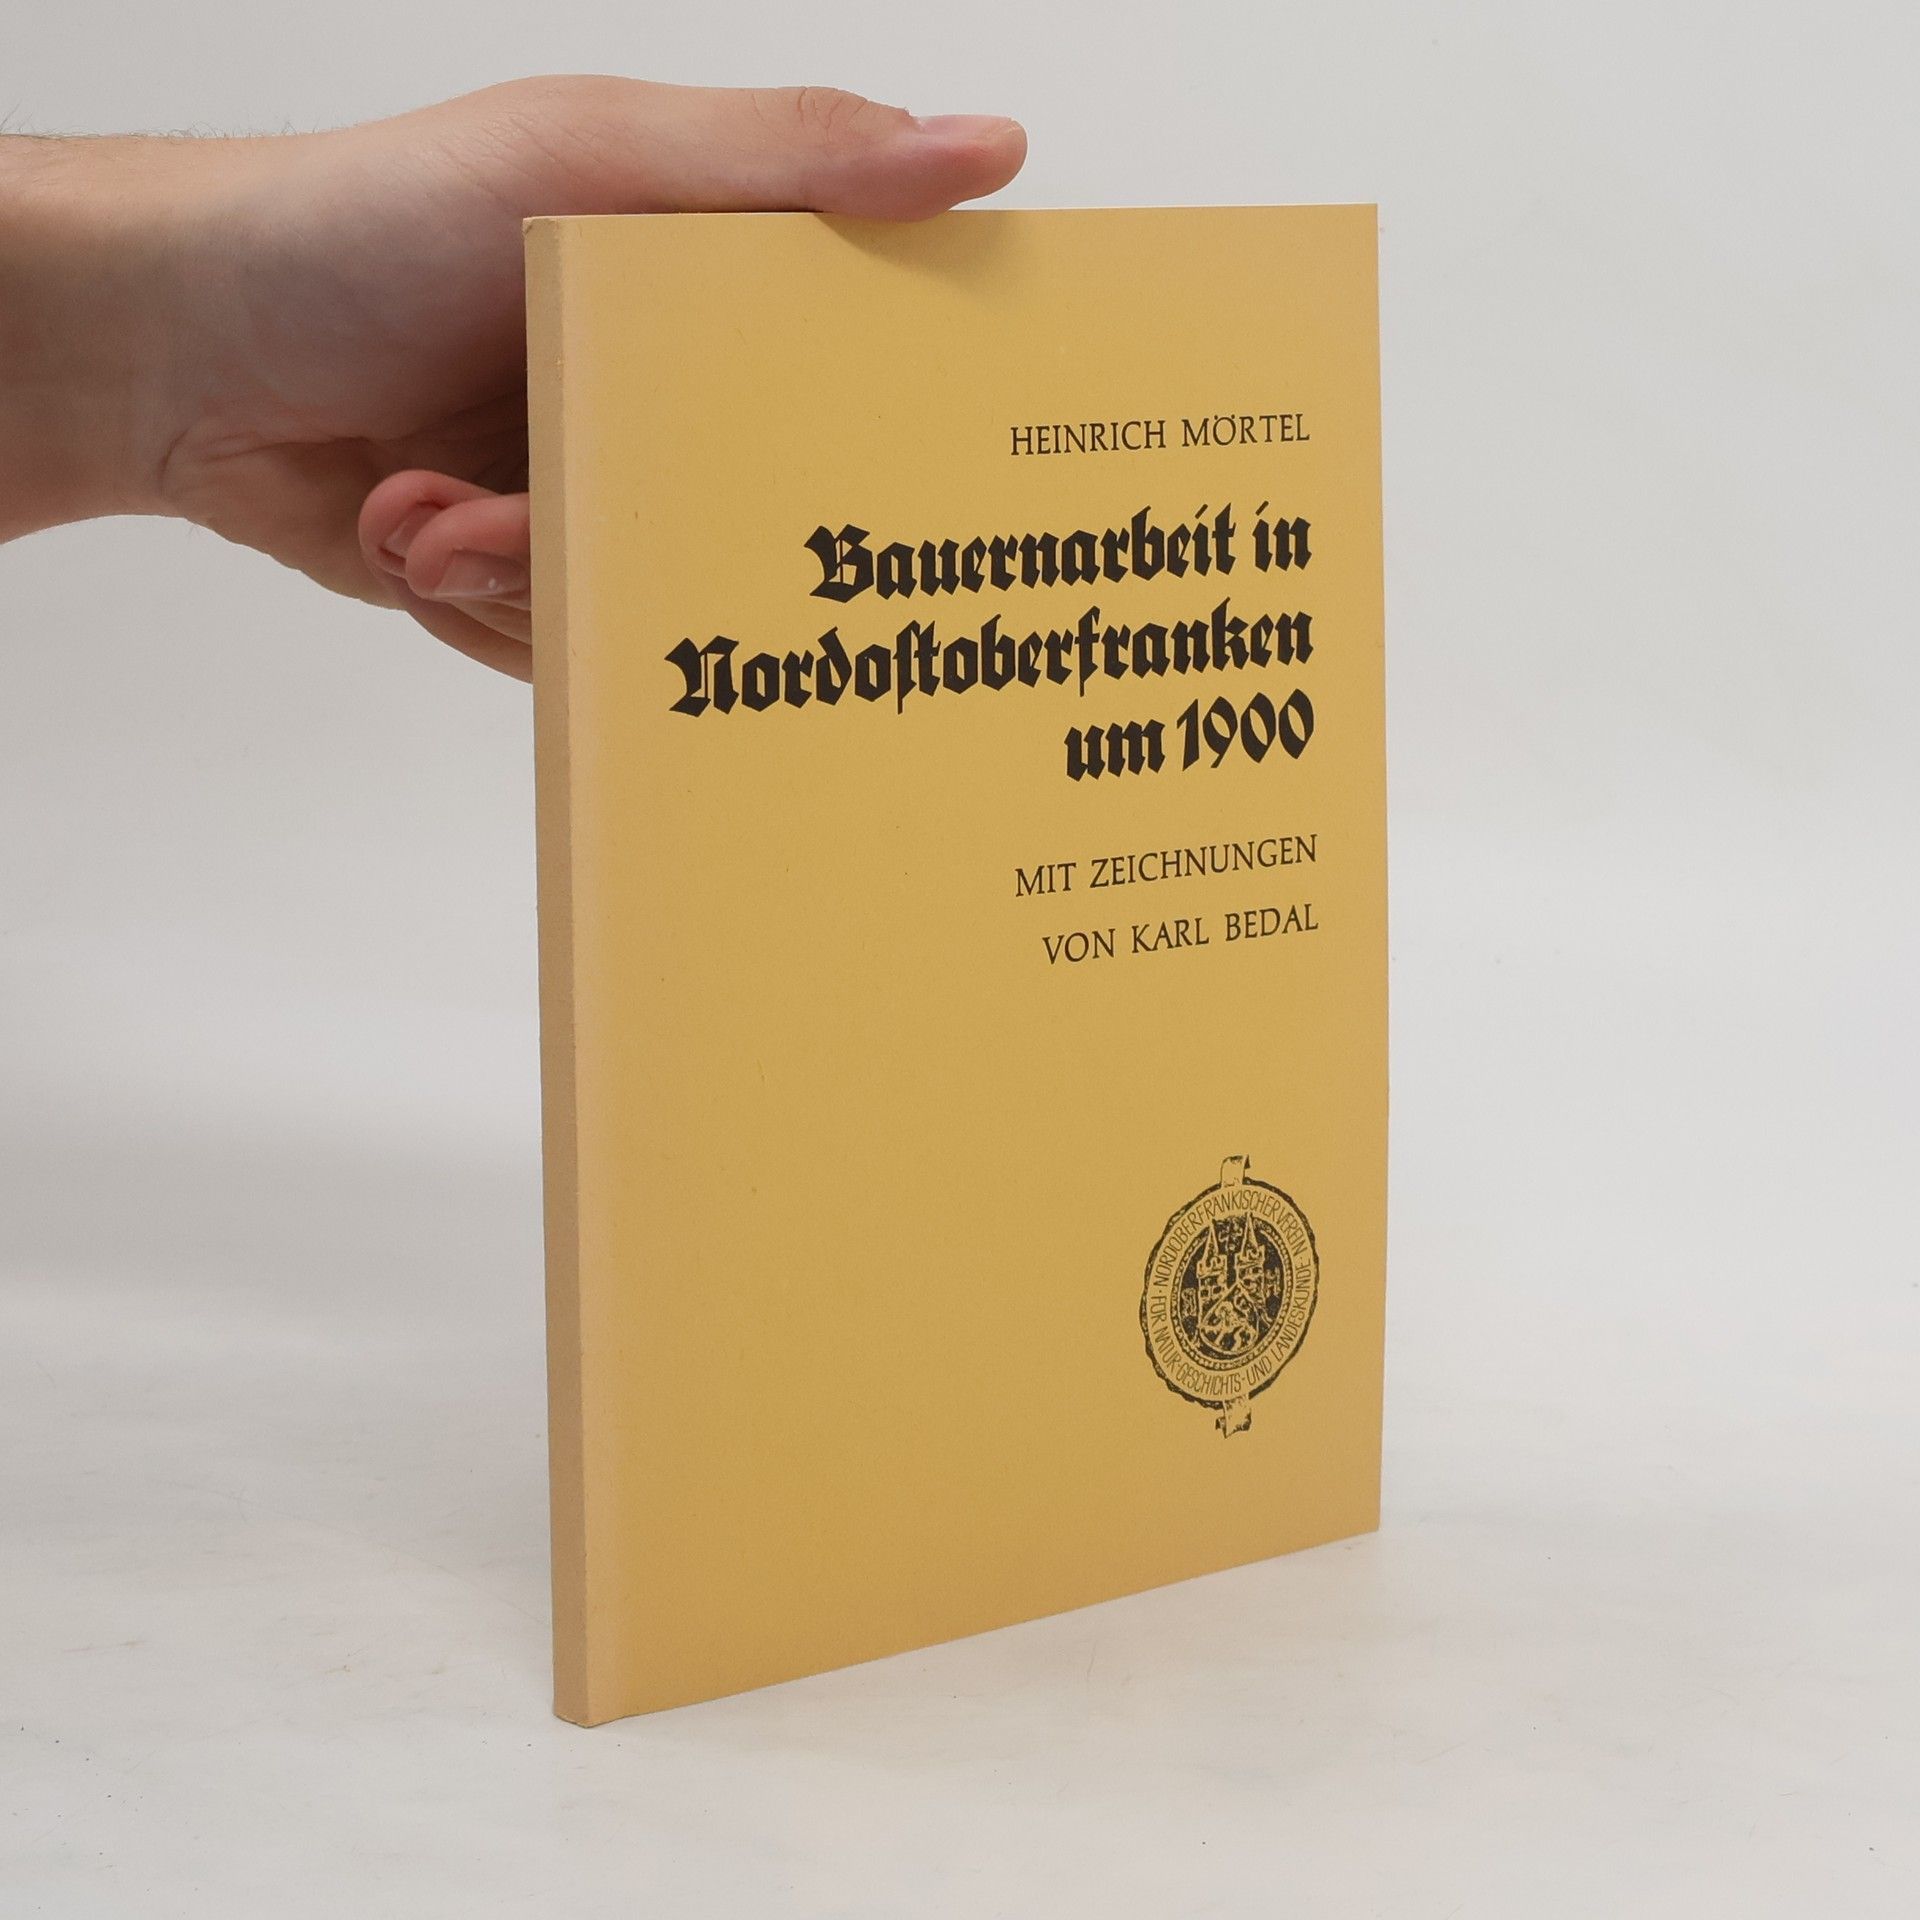 HEINRICH MÖRTEL
Bauernarbeit in
Nordoſtoberfranken
um 1900
MIT ZEICHNUNGEN
VON KARL BEDAL
NORDOBERFRÄNKISCHER VEREIN · FÜR NATUR · GESCHICHTS - UND LANDESKUNDE ·